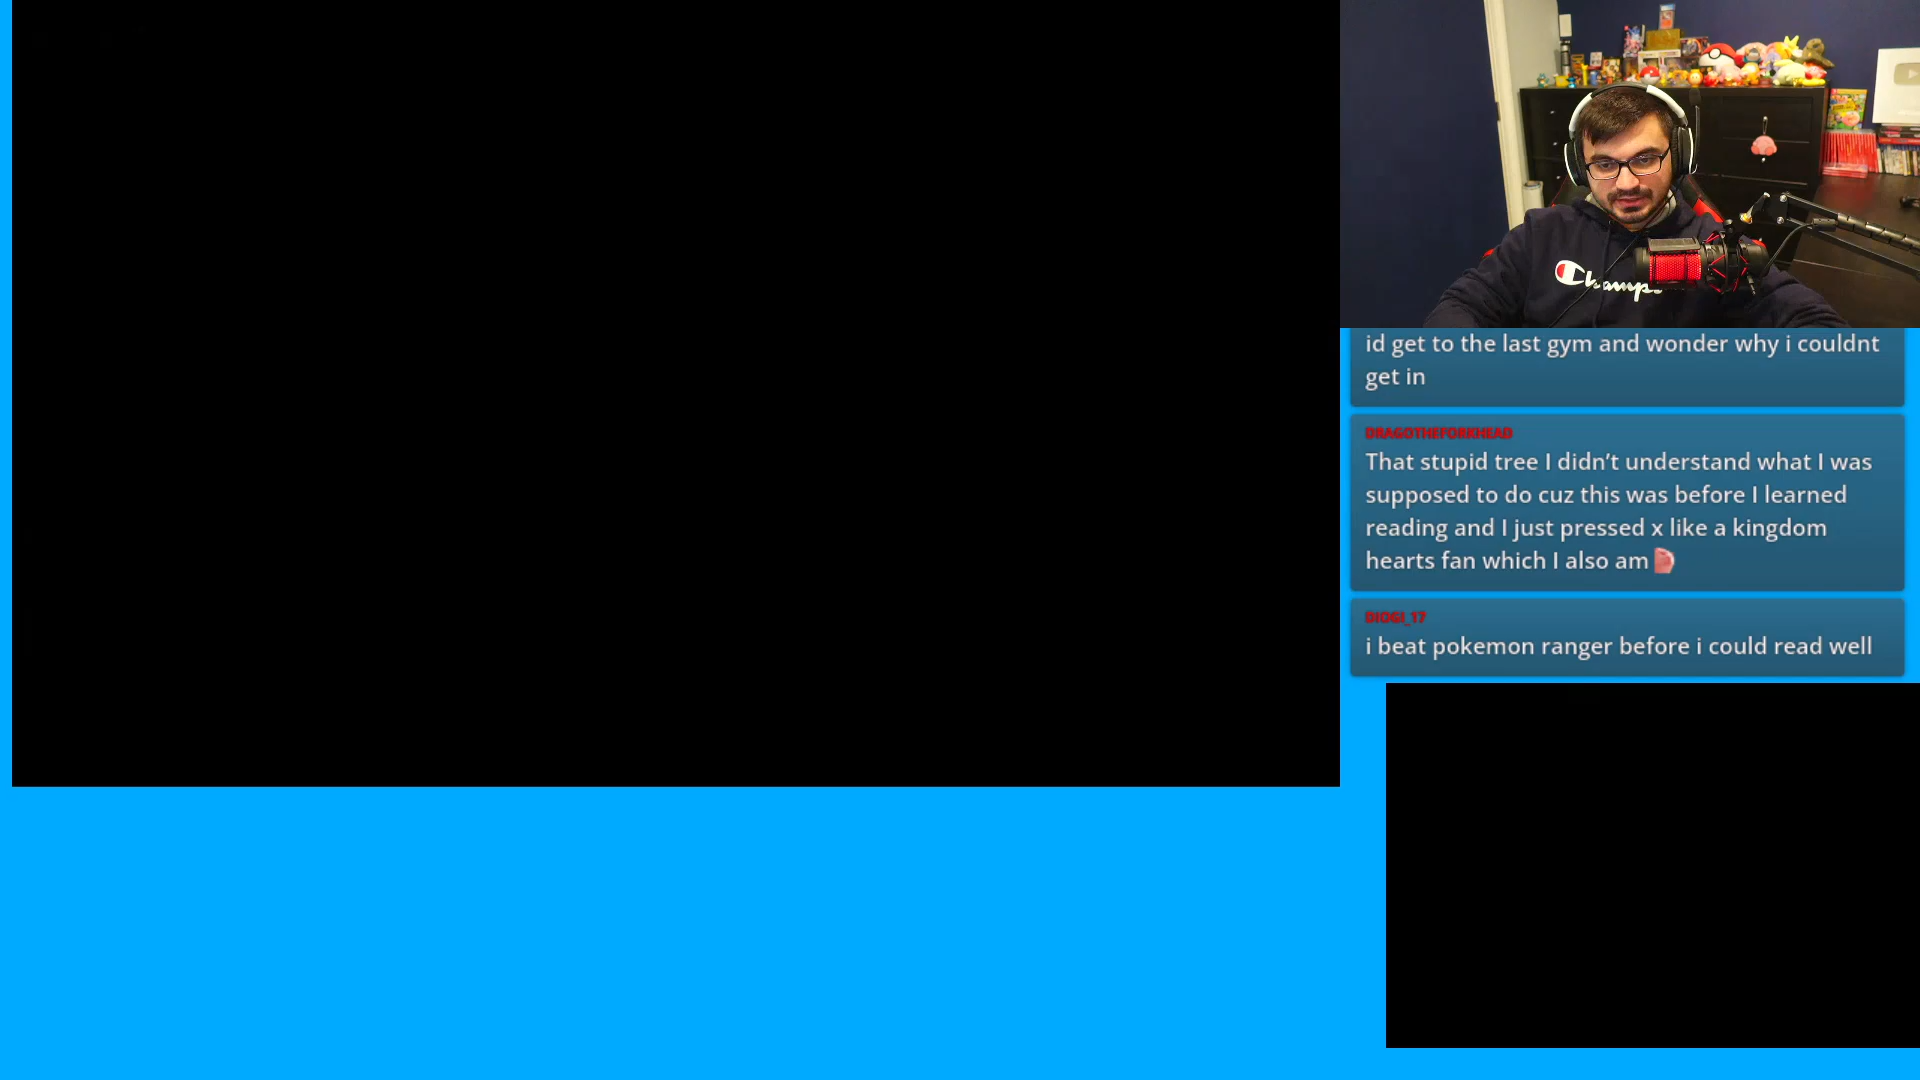 Champ
id get to the last gym and wonder why i couldnt
get in
DRAGOTHEFORKHEAD
That stupid tree I didn’t understand what I was
supposed to do cuz this was before I learned
reading and I just pressed x like a kingdom
hearts fan which I also am
DIOGI_17
i beat pokemon ranger before i could read well